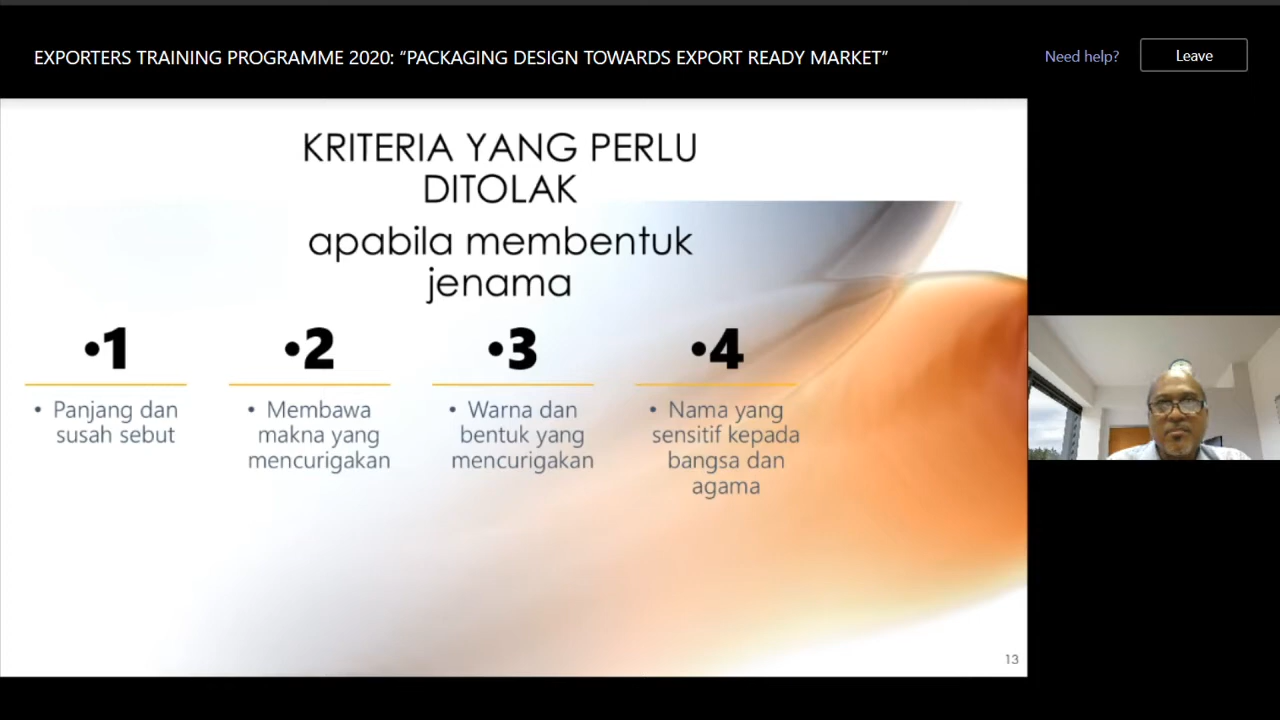 EXPORTERS TRAINING PROGRAMME 2020: “PACKAGING DESIGN TOWARDS EXPORT READY MARKET”
Need help?
Leave
KRITERIA YANG PERLU
DITOLAK
apabila membentuk
jenama
•1
• Panjang dan
susah sebut
•2
• Membawa
makna yang
mencurigakan
•3
• Warna dan
bentuk yang
mencurigakan
•4
• Nama yang
sensitif kepada
bangsa dan
agama
13